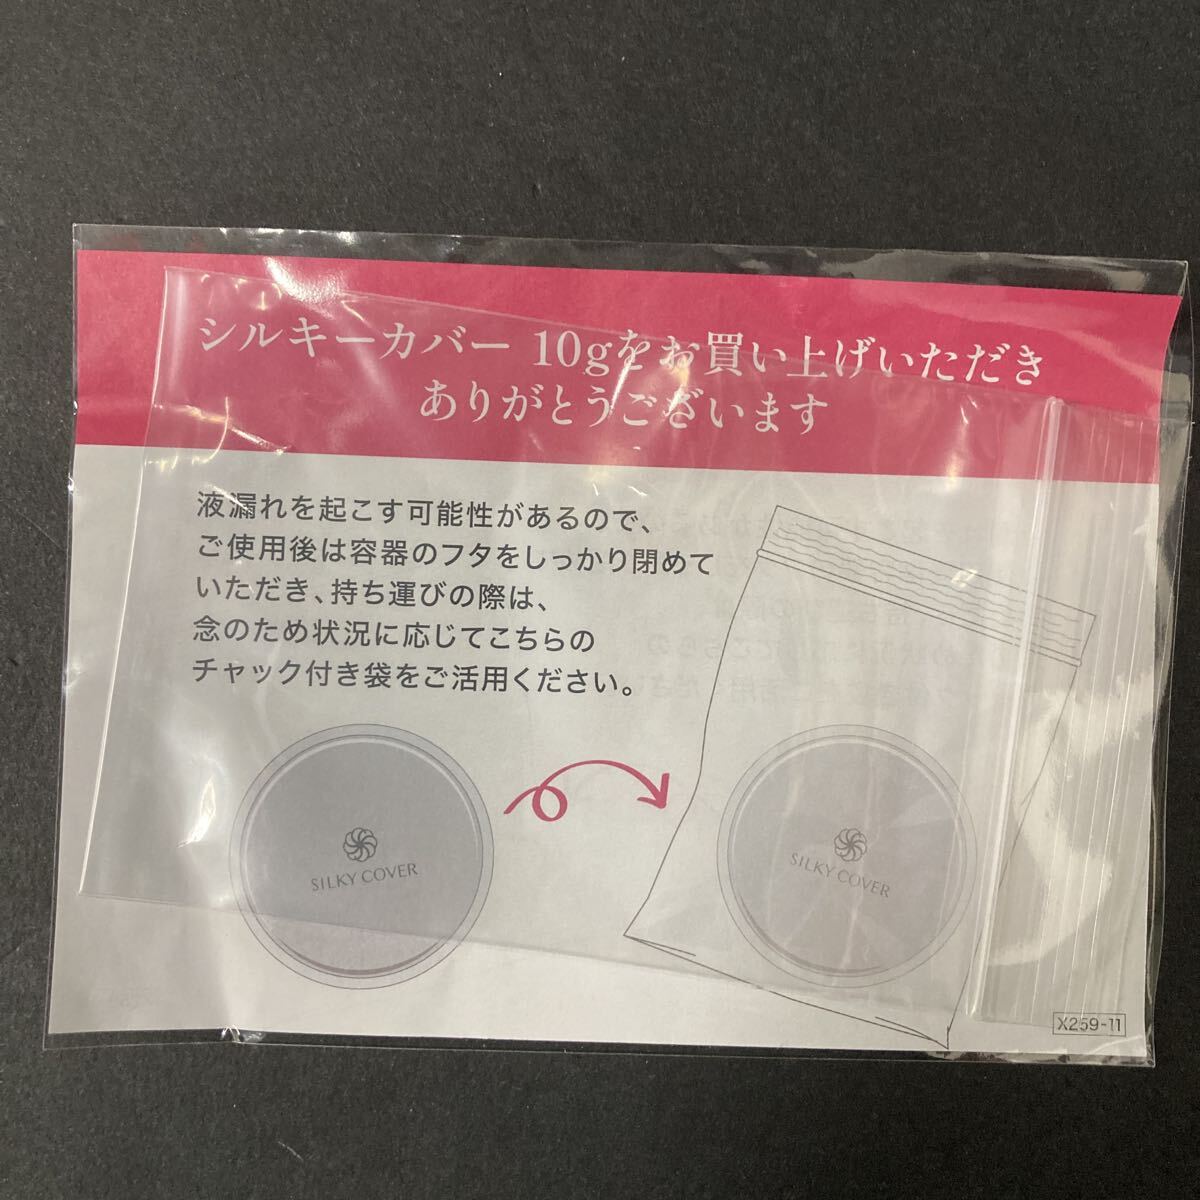 シルキーカバー 10gをお買い上げいただき
ありがとうございます
液漏れを起こす可能性があるので、
ご使用後は容器のフタをしっかり閉めて
いただき、持ち運びの際は、
念のため状況に応じてこちらの
チャック付き袋をご活用ください。
SILKY COVER
SILKY COVER
X259-11